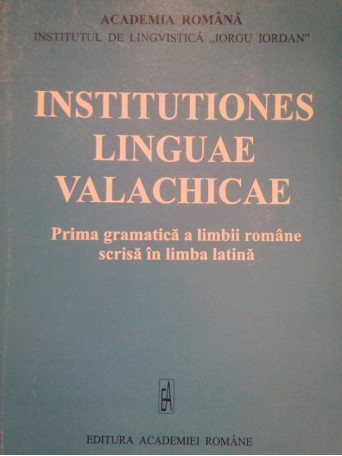 ACADEMIA ROMÂNĂ
INSTITUTUL DE LINGVISTICĂ „IORGU IORDAN”
INSTITUTIONES
LINGUAE
VALACHICAE
Prima gramatică a limbii române
scrisă în limba latină
EA
EDITURA ACADEMIEI ROMÂNE